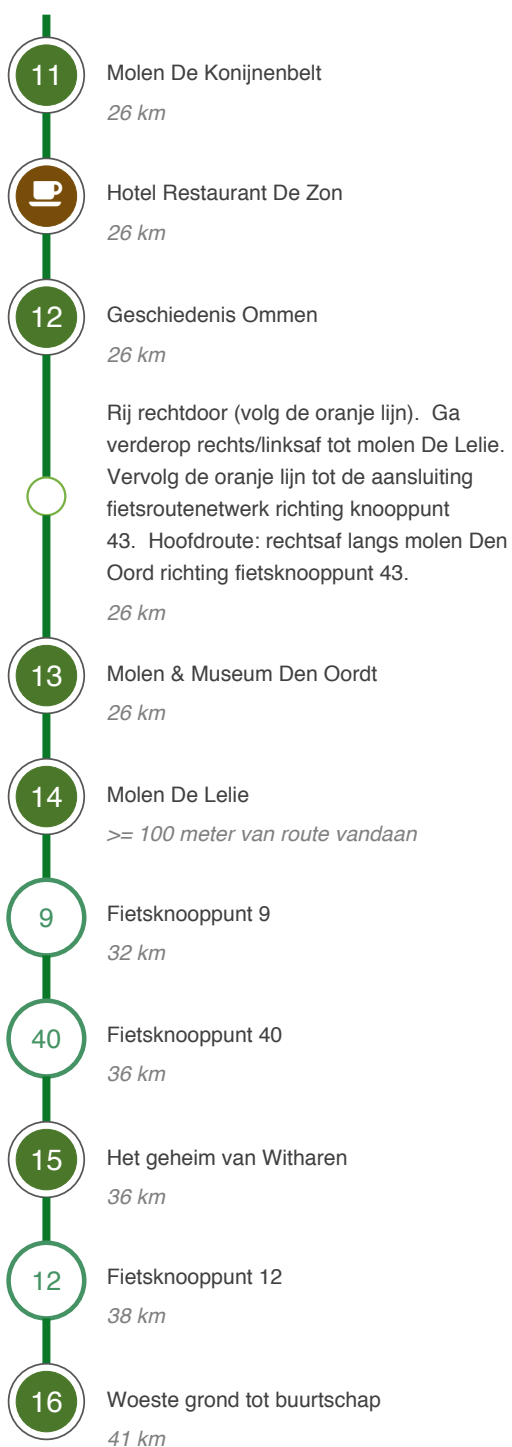 11
Molen De Konijnenbelt
26 km
Hotel Restaurant De Zon
26 km
12
Geschiedenis Ommen
26 km
Rij rechtdoor (volg de oranje lijn).  Ga
verderop rechts/linksaf tot molen De Lelie.
Vervolg de oranje lijn tot de aansluiting
fietsroutenetwerk richting knooppunt
43.  Hoofdroute: rechtsaf langs molen Den
Oord richting fietsknooppunt 43.
26 km
13
Molen & Museum Den Oordt
26 km
14
Molen De Lelie
>= 100 meter van route vandaan
9
Fietsknooppunt 9
32 km
40
Fietsknooppunt 40
36 km
15
Het geheim van Witharen
36 km
12
Fietsknooppunt 12
38 km
16
Woeste grond tot buurtschap
41 km